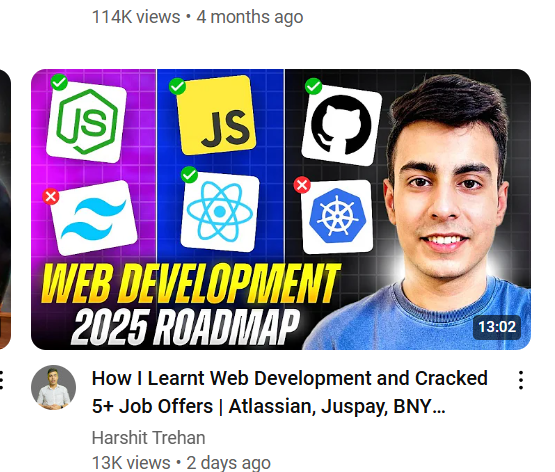 114K views • 4 months ago
JS
JS
WEB DEVELOPMENT
2025 ROADMAP
13:02
How I Learnt Web Development and Cracked
5+ Job Offers | Atlassian, Juspay, BNY…
Harshit Trehan
13K views • 2 days ago